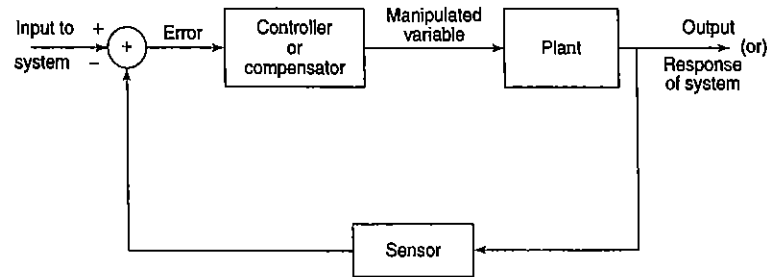 Input to
system
+
−
+
Error
Controller
or
compensator
Manipulated
variable
Plant
Output
(or)
Response
of system
Sensor